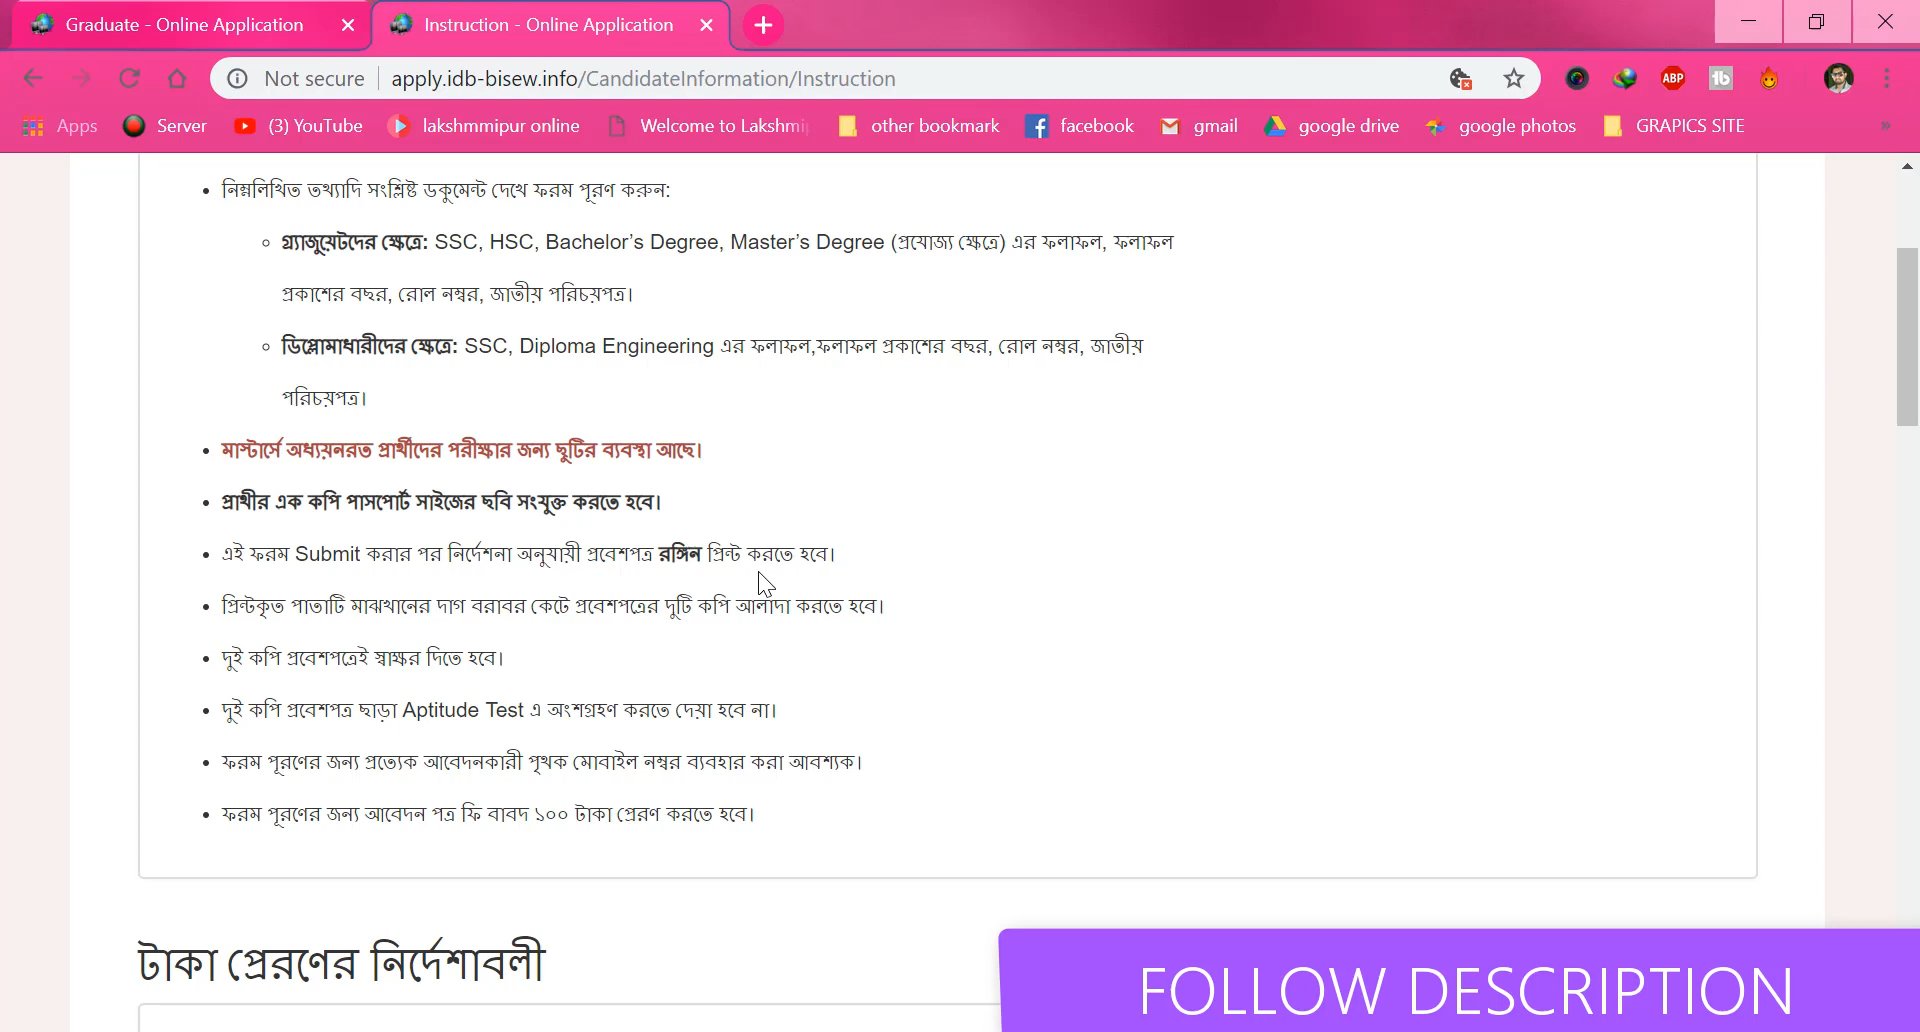 Graduate - Online Application
Instruction - Online Application
Not secure apply.idb-bisew.info/CandidateInformation/Instruction
ABP
Apps Server (3) YouTube lakshmmipur online Welcome to Lakshmi other bookmark facebook gmail google drive google photos GRAPICS SITE »
• নিম্নলিখিত তথ্যাদি সংশ্লিষ্ট ডকুমেন্ট দেখে ফরম পূরণ করুন:
গ্র্যাজুয়েটদের ক্ষেত্রে: SSC, HSC, Bachelor’s Degree, Master’s Degree (প্রযোজ্য ক্ষেত্রে) এর ফলাফল, ফলাফল
প্রকাশের বছর, রোল নম্বর, জাতীয় পরিচয়পত্র।
ডিপ্লোমাধারীদের ক্ষেত্রে: SSC, Diploma Engineering এর ফলাফল,ফলাফল প্রকাশের বছর, রোল নম্বর, জাতীয়
পরিচয়পত্র।
• মাস্টার্সে অধ্যয়নরত প্রার্থীদের পরীক্ষার জন্য ছুটির ব্যবস্থা আছে।
• প্রাথীর এক কপি পাসপোর্ট সাইজের ছবি সংযুক্ত করতে হবে।
• এই ফরম Submit করার পর নির্দেশনা অনুযায়ী প্রবেশপত্র রঙ্গিন প্রিন্ট করতে হবে।
• প্রিন্টকৃত পাতাটি মাঝখানের দাগ বরাবর কেটে প্রবেশপত্রের দুটি কপি আলাদা করতে হবে।
• দুই কপি প্রবেশপত্রেই স্বাক্ষর দিতে হবে।
• দুই কপি প্রবেশপত্র ছাড়া Aptitude Test এ অংশগ্রহণ করতে দেয়া হবে না।
• ফরম পূরণের জন্য প্রত্যেক আবেদনকারী পৃথক মোবাইল নম্বর ব্যবহার করা আবশ্যক।
• ফরম পূরণের জন্য আবেদন পত্র ফি বাবদ ১০০ টাকা প্রেরণ করতে হবে।
টাকা প্রেরণের নির্দেশাবলী
FOLLOW DESCRIPTION